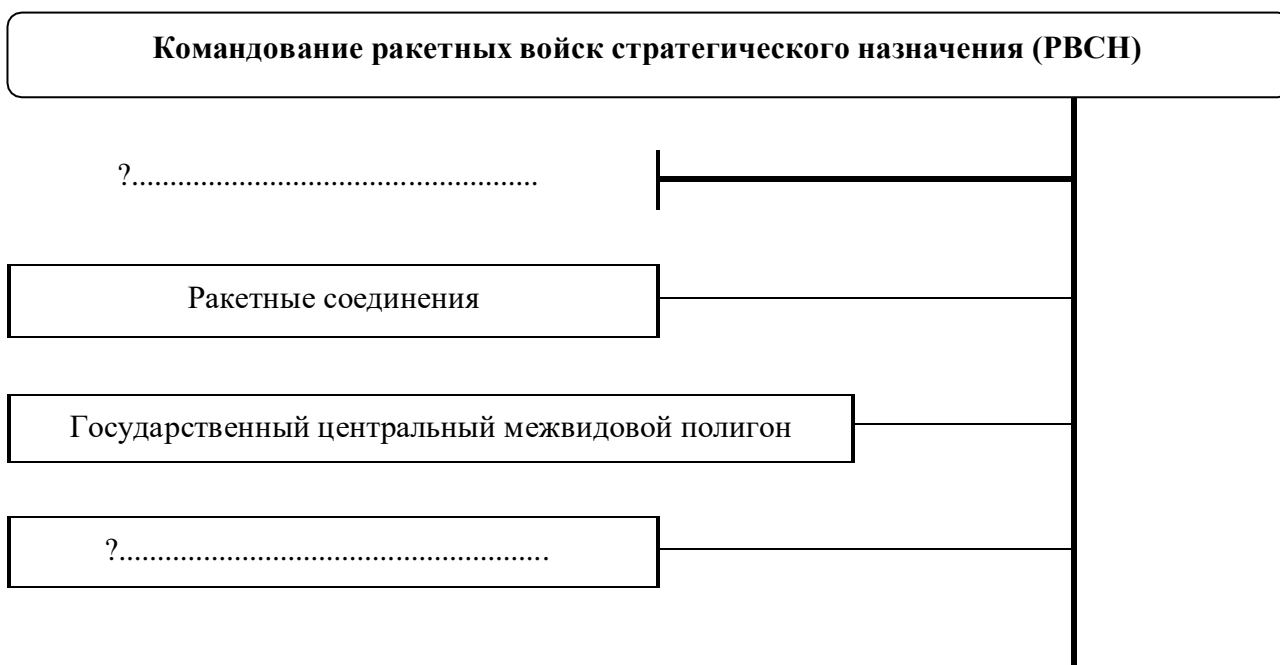 Командование ракетных войск стратегического назначения (РВСН)
?.....................................................
Ракетные соединения
Государственный центральный межвидовой полигон
?........................................................